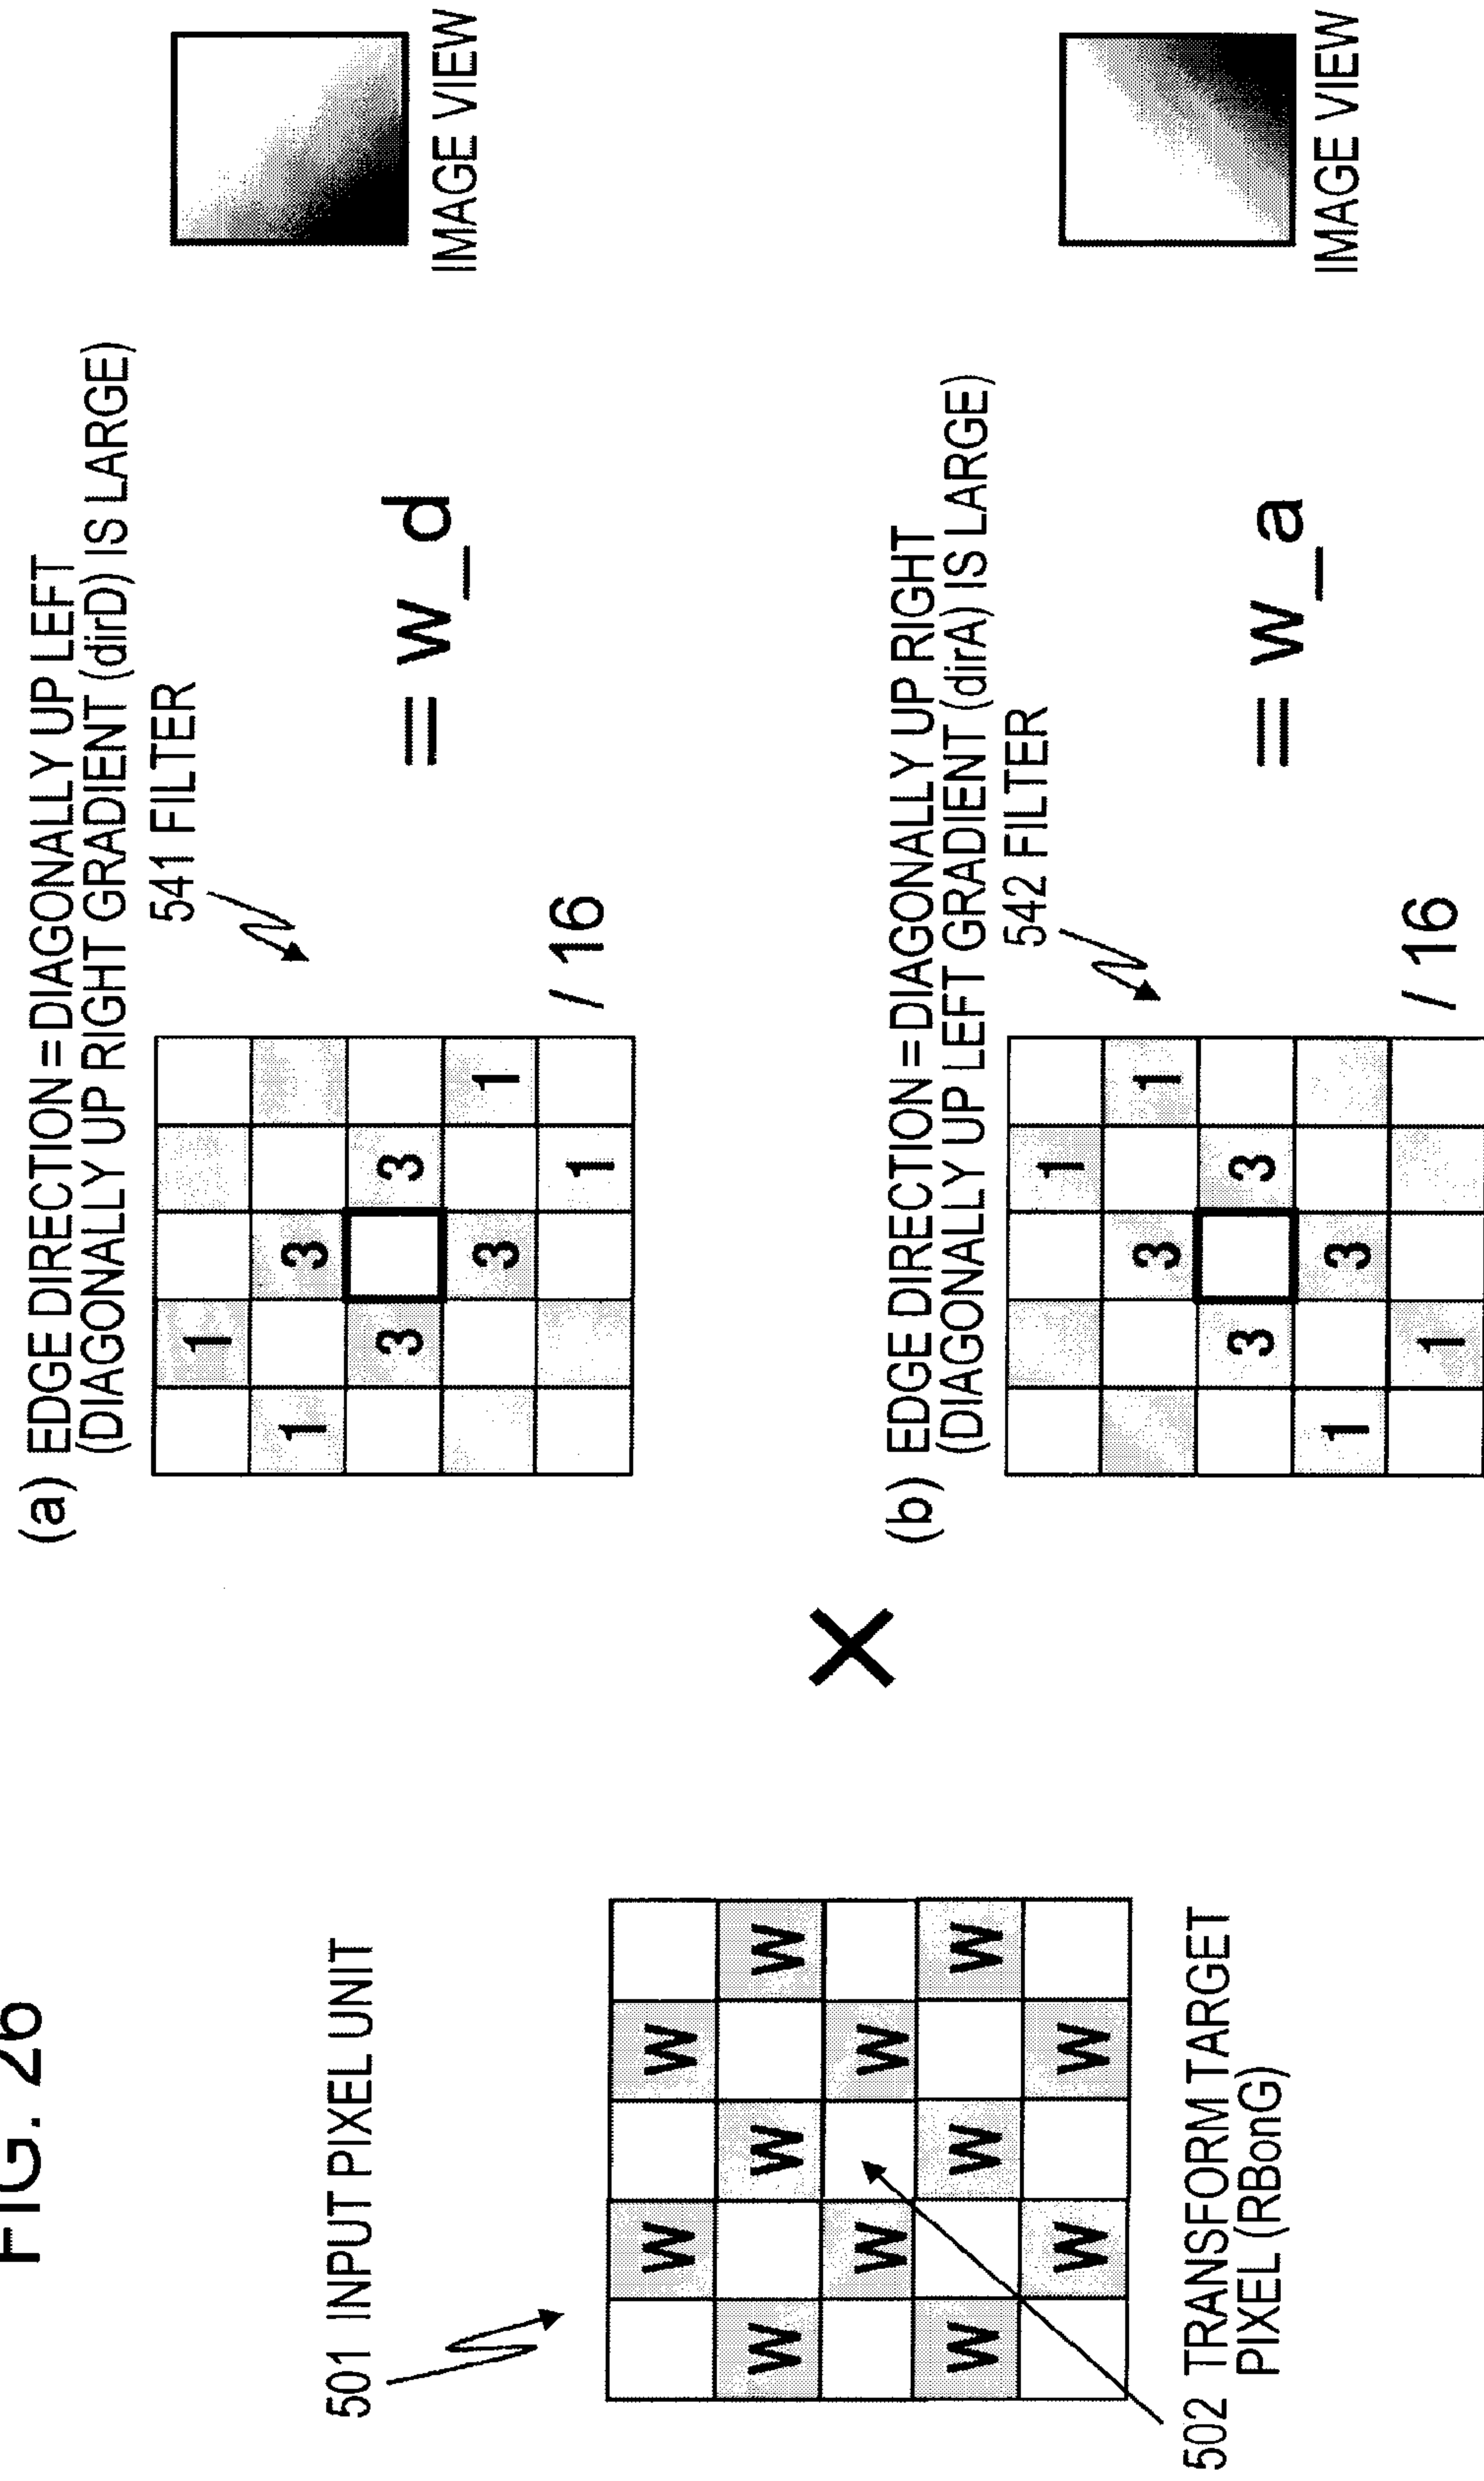 FIG. 26
501 INPUT PIXEL UNIT
W W
W W W
W W
W W W
W W
502 TRANSFORM TARGET
PIXEL (RBonG)
×
(a) EDGE DIRECTION = DIAGONALLY UP LEFT
(DIAGONALLY UP RIGHT GRADIENT (dirD) IS LARGE)
541 FILTER
1
1 3
3 3
3 1
1
/ 16
= w_d
IMAGE VIEW
(b) EDGE DIRECTION = DIAGONALLY UP RIGHT
(DIAGONALLY UP LEFT GRADIENT (dirA) IS LARGE)
542 FILTER
1
3 1
3 3
1 3
1
/ 16
= w_a
IMAGE VIEW